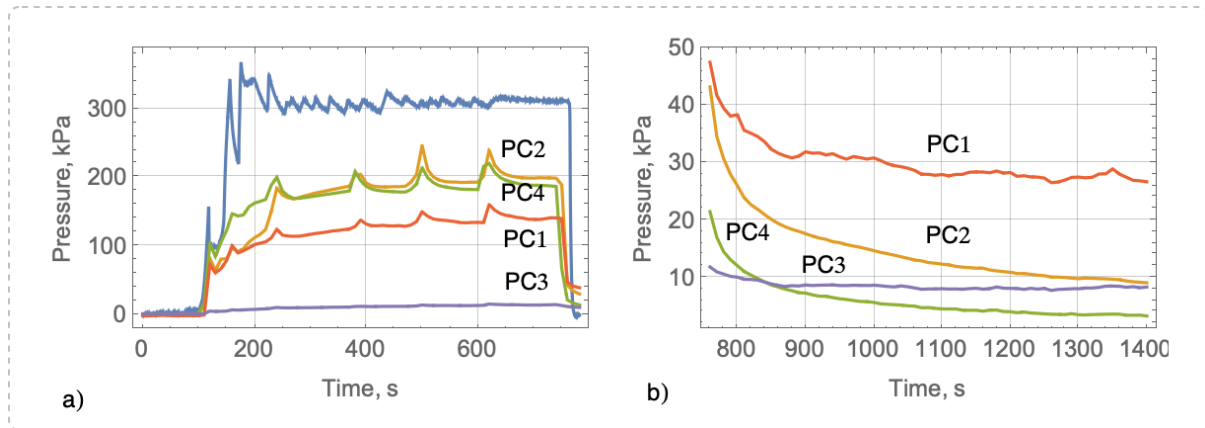 Pressure, kPa
300
200
100
0
0
200
400
600
Time, s
PC2
PC4
PC1
PC3
a)
Pressure, kPa
50
40
30
20
10
800
900
1000
1100
1200
1300
1400
Time, s
PC1
PC4
PC3
PC2
b)